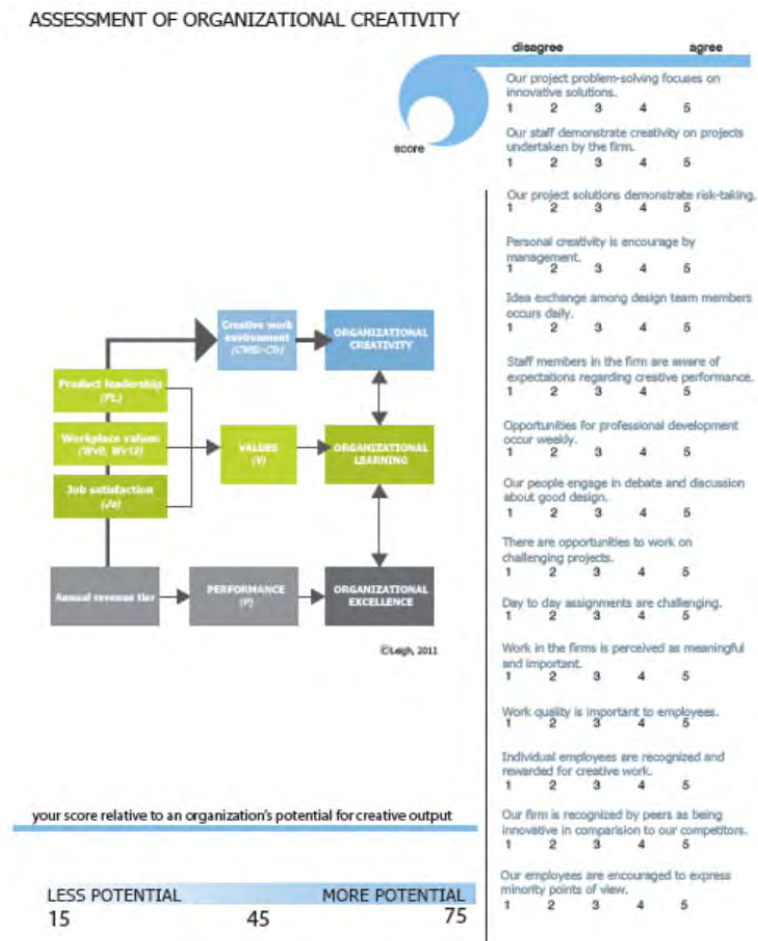 ASSESSMENT OF ORGANIZATIONAL CREATIVITY
disagree agree
score
Our project problem-solving focuses on
innovative solutions.
1 2 3 4 5
Our staff demonstrate creativity on projects
undertaken by the firm.
1 2 3 4 5
Our project solutions demonstrate risk-taking.
1 2 3 4 5
Personal creativity is encourage by
management.
1 2 3 4 5
Idea exchange among design team members
occurs daily.
1 2 3 4 5
Staff members in the firm are aware of
expectations regarding creative performance.
1 2 3 4 5
Opportunities for professional development
occur weekly.
1 2 3 4 5
Our people engage in debate and discussion
about good design.
1 2 3 4 5
There are opportunities to work on
challenging projects.
1 2 3 4 5
Day to day assignments are challenging.
1 2 3 4 5
Work in the firms is perceived as meaningful
and important.
1 2 3 4 5
Work quality is important to employees.
1 2 3 4 5
Individual employees are recognized and
rewarded for creative work.
1 2 3 4 5
Our firm is recognized by peers as being
innovative in comparision to our competitors.
1 2 3 4 5
Our employees are encouraged to express
minority points of view.
1 2 3 4 5
Creative work
environment
ORGANIZATIONAL
CREATIVITY
Product leadership
(PL)
Workplace values
VALUES
(V)
ORGANIZATIONAL
LEARNING
Job satisfaction
(Js)
Annual revenue tier
PERFORMANCE
(P)
ORGANIZATIONAL
EXCELLENCE
©Leigh, 2011
your score relative to an organization's potential for creative output
LESS POTENTIAL MORE POTENTIAL
15 45 75